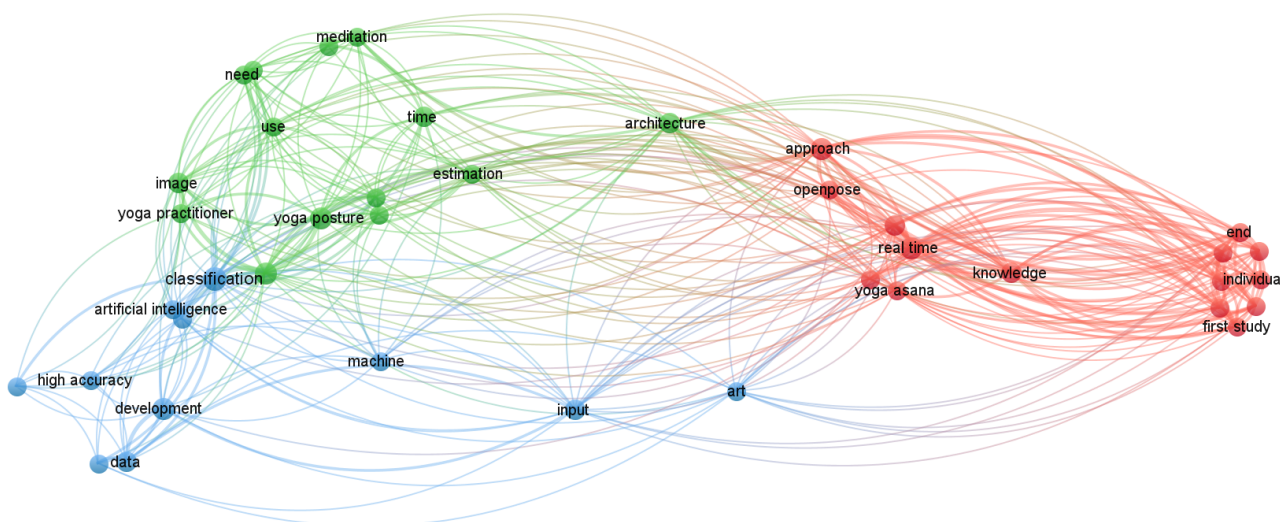 meditation
need
use
time
architecture
approach
image
estimation
openpose
yoga practitioner
yoga posture
end
real time
classification
knowledge
individua
yoga asana
artificial intelligence
first study
machine
high accuracy
art
development
input
data